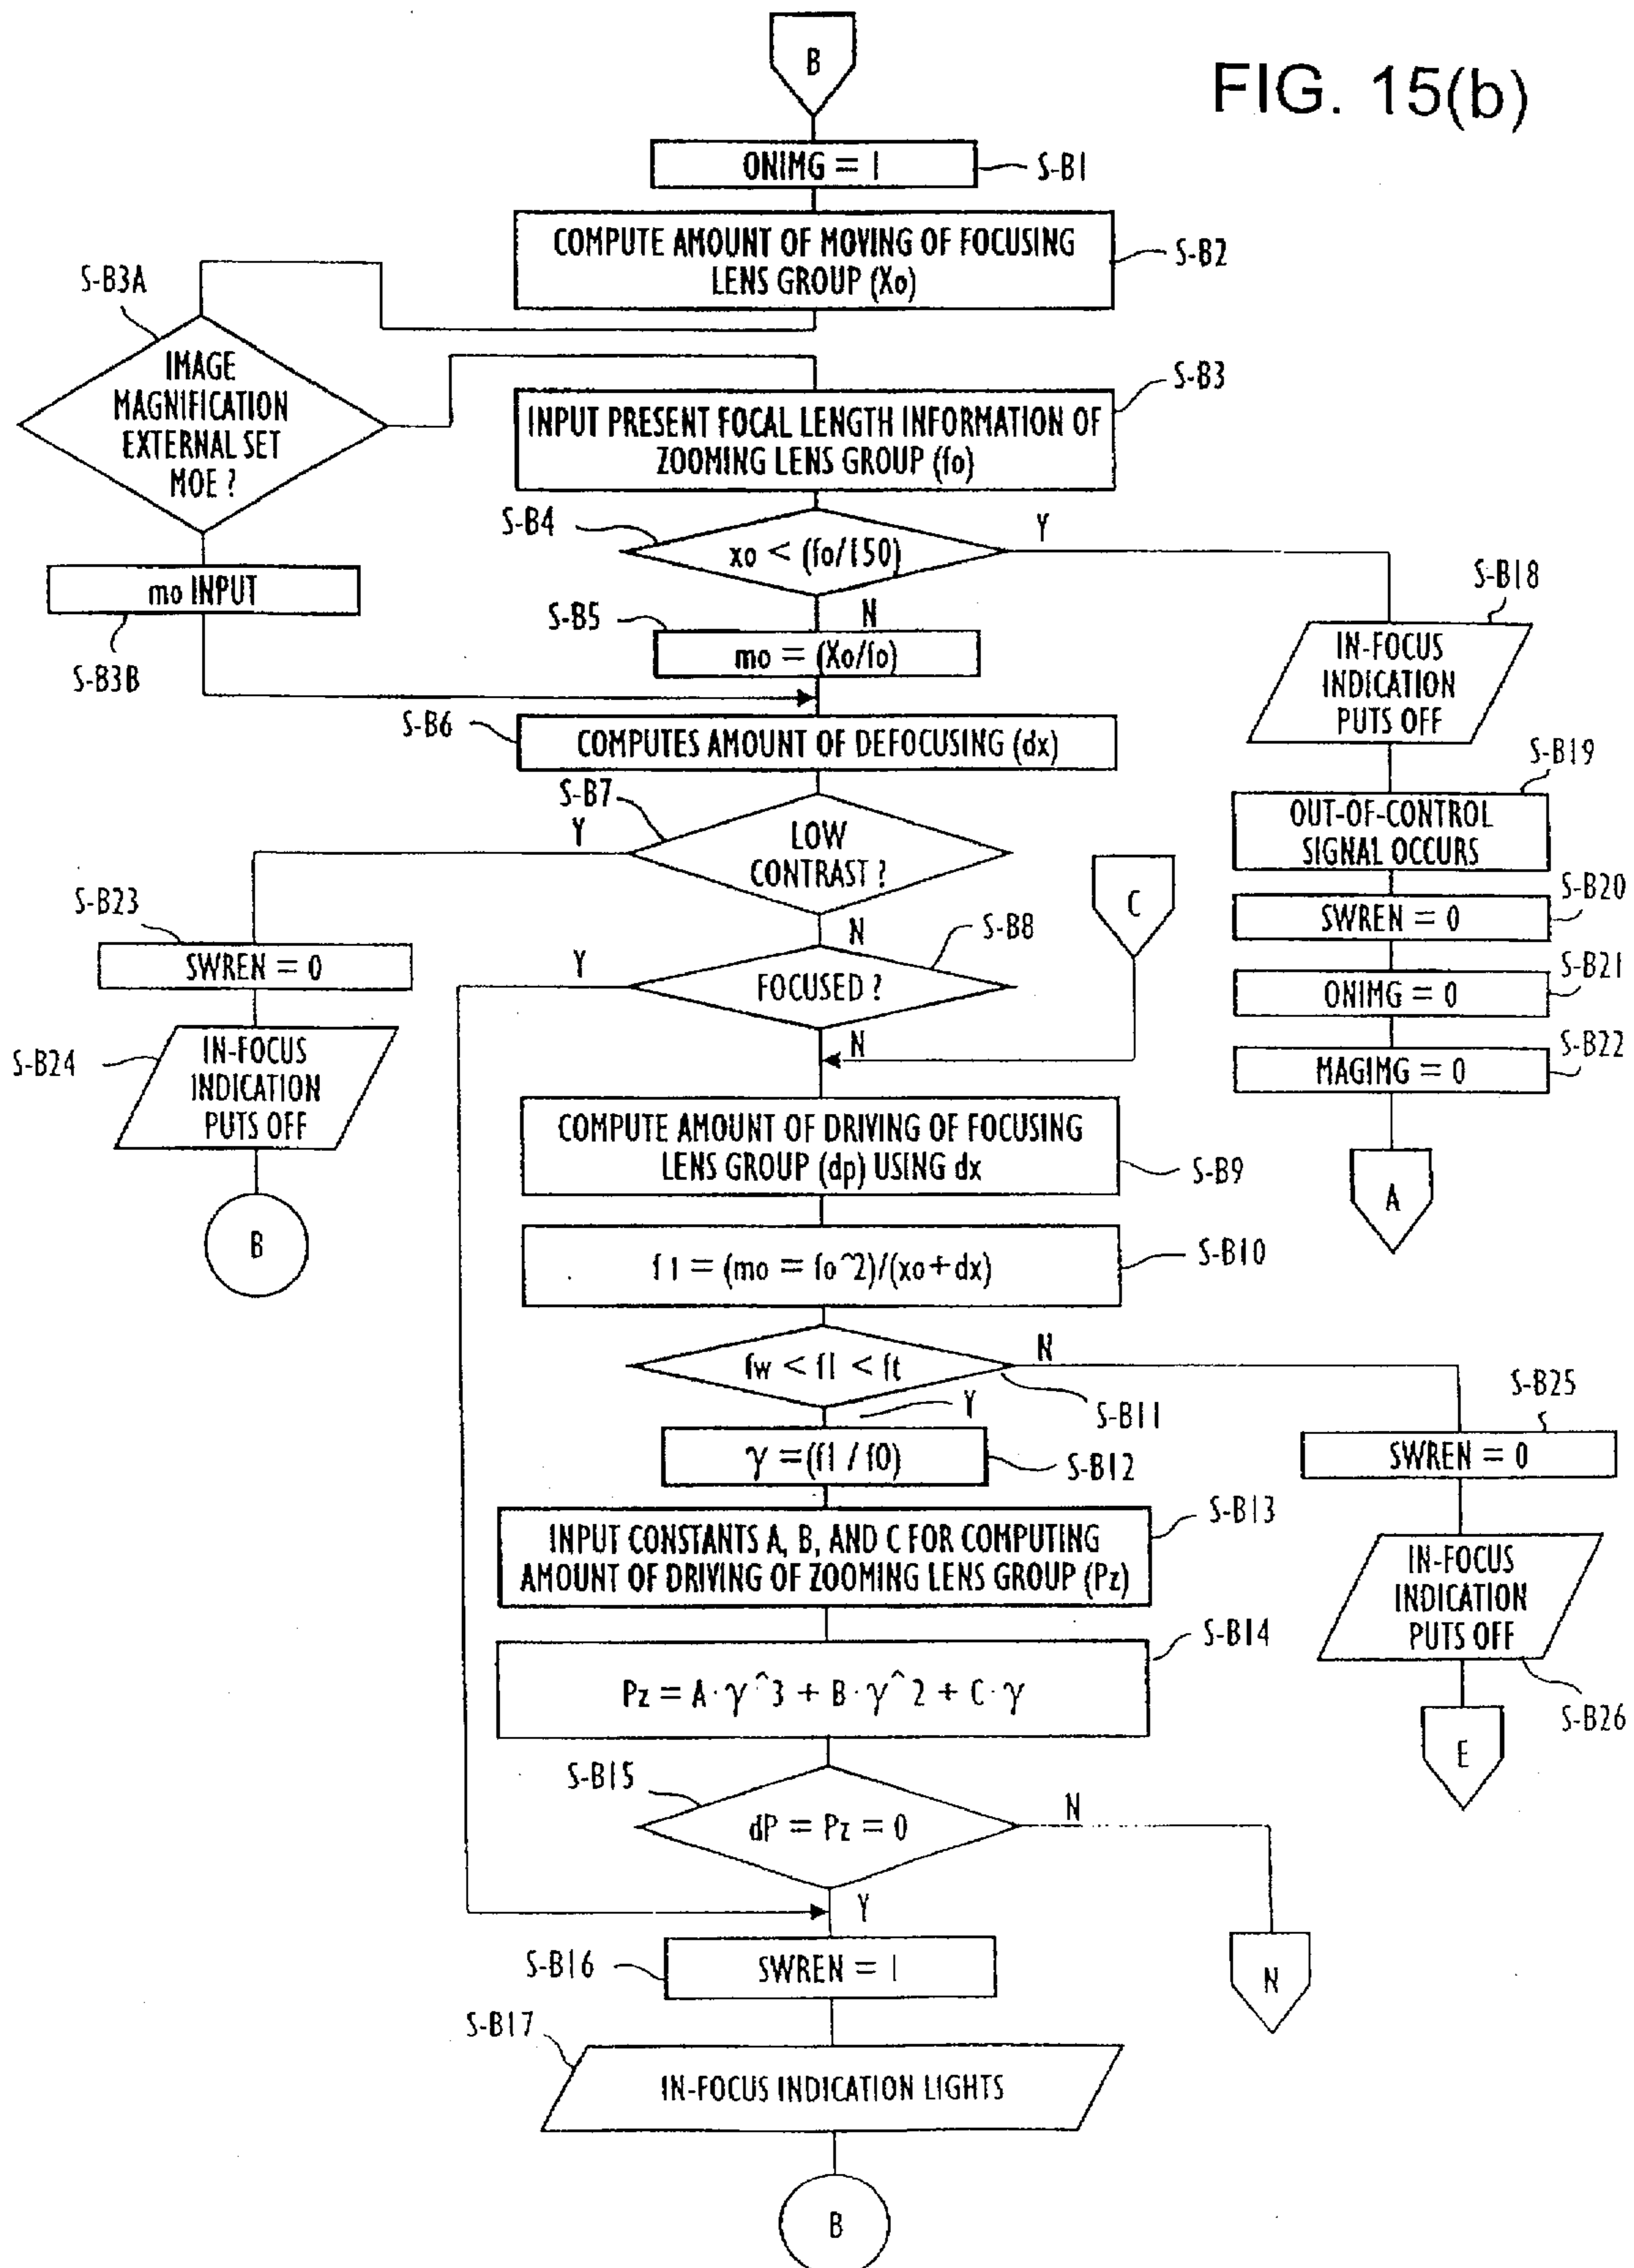 B
FIG. 15(b)
ONIMG = 1
S-B1
COMPUTE AMOUNT OF MOVING OF FOCUSING
LENS GROUP (Xo)
S-B2
S-B3A
IMAGE
MAGNIFICATION
EXTERNAL SET
MOE ?
S-B3
INPUT PRESENT FOCAL LENGTH INFORMATION OF
ZOOMING LENS GROUP (fo)
S-B4
xo < (fo/150)
Y
N
mo INPUT
S-B3B
S-B5
mo = (Xo/fo)
S-B18
IN-FOCUS
INDICATION
PUTS OFF
S-B6
COMPUTES AMOUNT OF DEFOCUSING (dx)
S-B19
OUT-OF-CONTROL
SIGNAL OCCURS
S-B7
Y
LOW
CONTRAST ?
N
C
S-B20
SWREN = 0
S-B23
SWREN = 0
S-B8
Y
FOCUSED ?
N
S-B21
ONIMG = 0
S-B24
IN-FOCUS
INDICATION
PUTS OFF
S-B22
MAGIMG = 0
B
COMPUTE AMOUNT OF DRIVING OF FOCUSING
LENS GROUP (dp) USING dx
S-B9
A
f1 = (mo = fo^2)/(xo+dx)
S-B10
fw < f1 < ft
N
Y
S-B11
S-B25
SWREN = 0
γ =(f1 / f0)
S-B12
S-B13
INPUT CONSTANTS A, B, AND C FOR COMPUTING
AMOUNT OF DRIVING OF ZOOMING LENS GROUP (Pz)
IN-FOCUS
INDICATION
PUTS OFF
S-B26
S-B14
Pz = A·γ^3 + B·γ^2 + C·γ
E
S-B15
dP = Pz = 0
N
Y
S-B16
SWREN = 1
N
S-B17
IN-FOCUS INDICATION LIGHTS
B